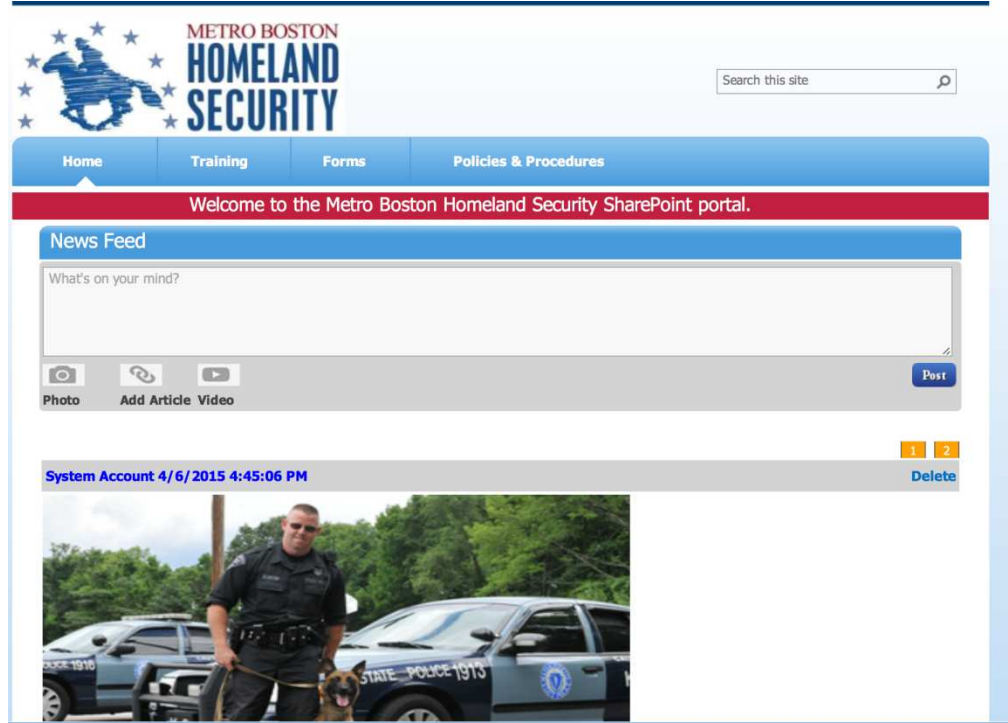 METRO BOSTON
HOMELAND
SECURITY
Search this site
Home Training Forms Policies & Procedures
Welcome to the Metro Boston Homeland Security SharePoint portal.
News Feed
What's on your mind?
Post
Photo Add Article Video
1 2
System Account 4/6/2015 4:45:06 PM
Delete
POLICE 1916
STATE POLICE 1913